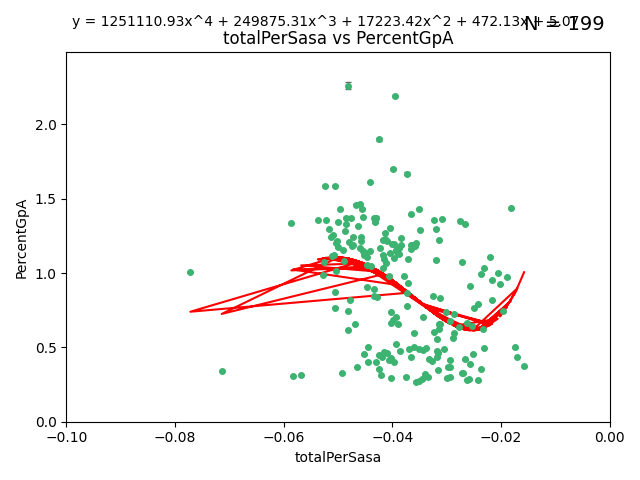 y = 1251110.93x^4 + 249875.31x^3 + 17223.42x^2 + 472.13x + 5.07
N = 199
totalPerSasa vs PercentGpA
PercentGpA
2.0
1.5
1.0
0.5
0.0
−0.10 −0.08 −0.06 −0.04 −0.02 0.00
totalPerSasa